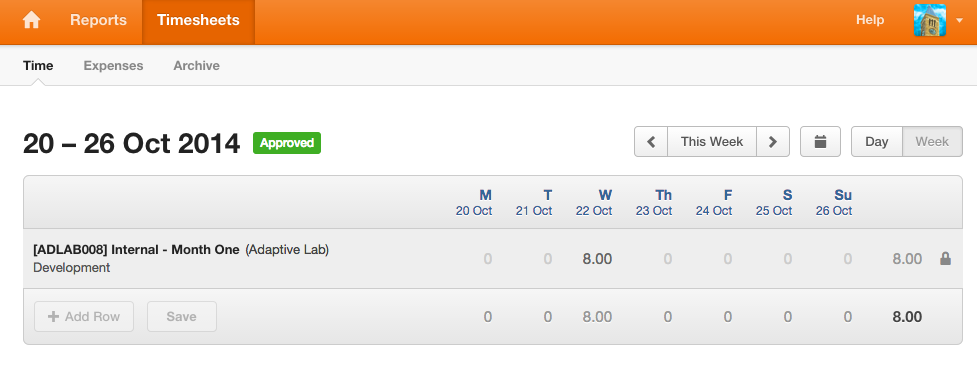 Reports Timesheets Help
Time Expenses Archive
20 – 26 Oct 2014 Approved This Week Day Week
M T W Th F S Su
20 Oct 21 Oct 22 Oct 23 Oct 24 Oct 25 Oct 26 Oct
[ADLAB008] Internal - Month One (Adaptive Lab) 0 0 8.00 0 0 0 0 8.00
Development
+ Add Row Save 0 0 8.00 0 0 0 0 8.00